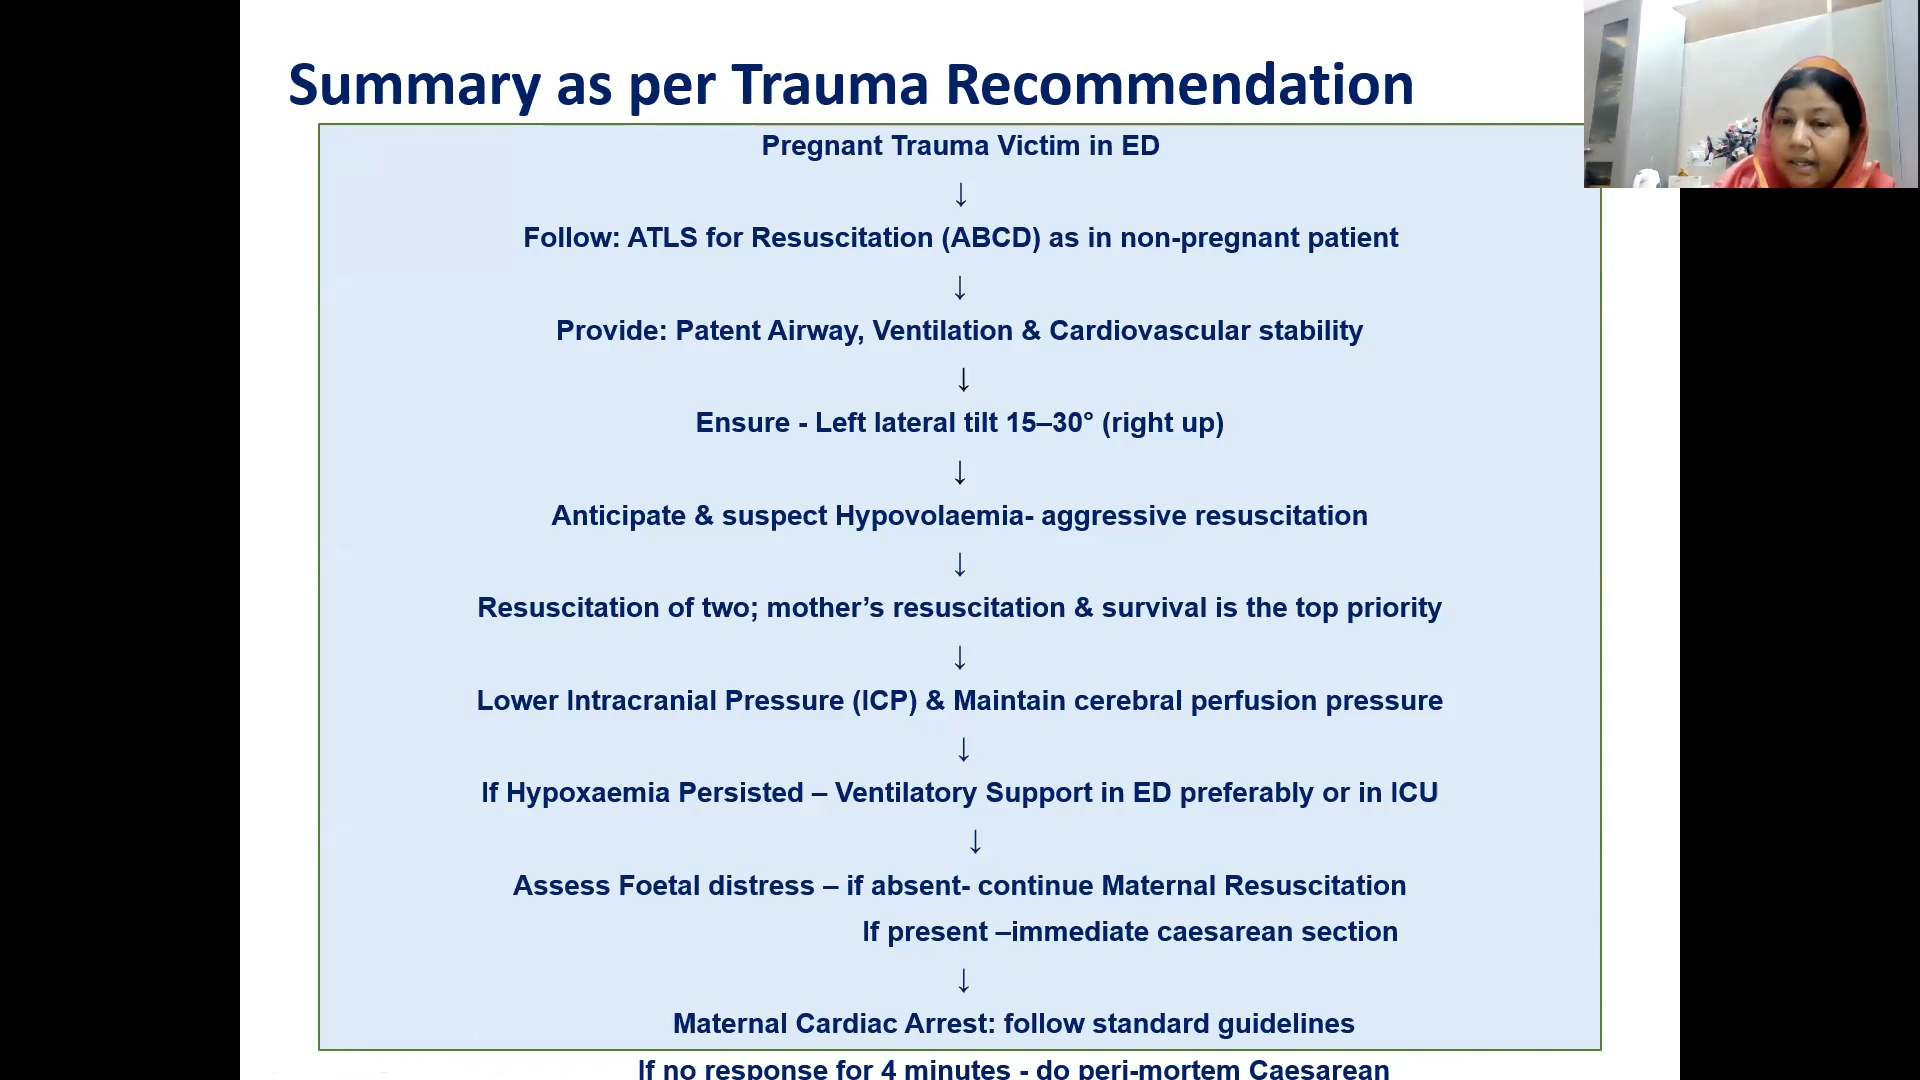 Summary as per Trauma Recommendation
Pregnant Trauma Victim in ED
↓
Follow: ATLS for Resuscitation (ABCD) as in non-pregnant patient
↓
Provide: Patent Airway, Ventilation & Cardiovascular stability
↓
Ensure - Left lateral tilt 15–30° (right up)
↓
Anticipate & suspect Hypovolaemia- aggressive resuscitation
↓
Resuscitation of two; mother’s resuscitation & survival is the top priority
↓
Lower Intracranial Pressure (ICP) & Maintain cerebral perfusion pressure
↓
If Hypoxaemia Persisted – Ventilatory Support in ED preferably or in ICU
↓
Assess Foetal distress – if absent- continue Maternal Resuscitation
If present –immediate caesarean section
↓
Maternal Cardiac Arrest: follow standard guidelines
If no response for 4 minutes - do peri-mortem Caesarean